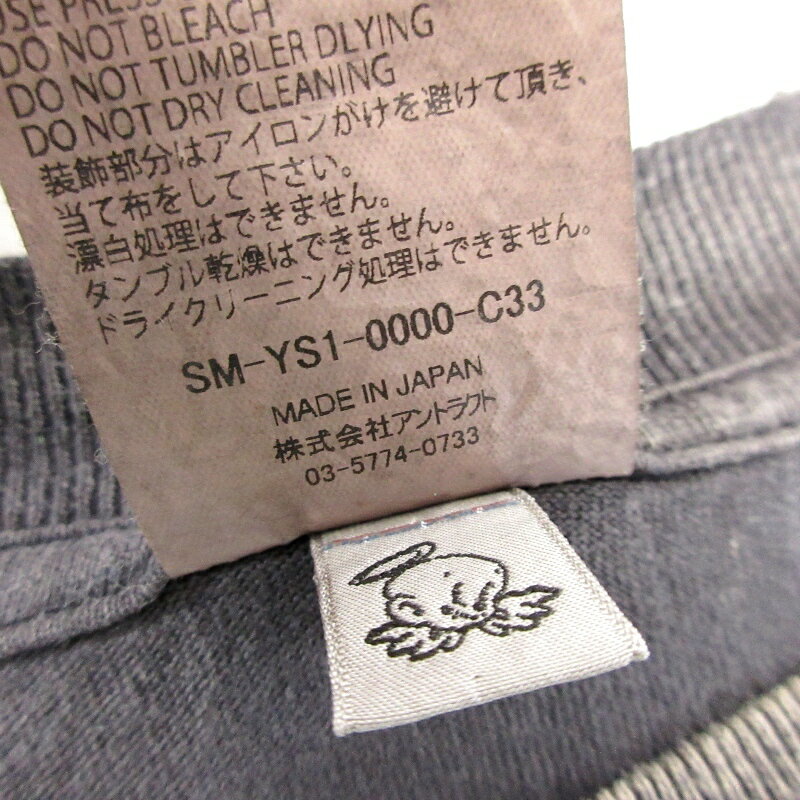 USE PRESS
DO NOT BLEACH
DO NOT TUMBLER DLYING
DO NOT DRY CLEANING
装飾部分はアイロンがけを避けて頂き、
当て布をして下さい。
漂白処理はできません。
タンブル乾燥はできません。
ドライクリーニング処理はできません。
SM-YS1-0000-C33
MADE IN JAPAN
株式会社アントラクト
03-5774-0733